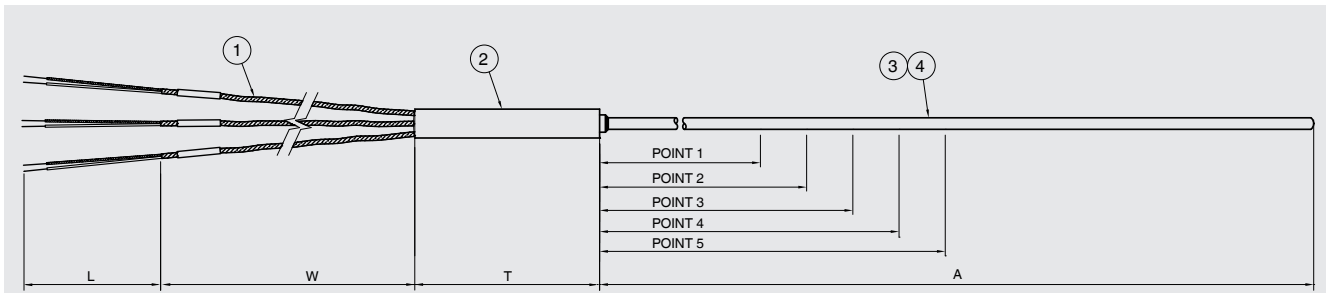 1
2
3 4
POINT 1
POINT 2
POINT 3
POINT 4
POINT 5
L W T A